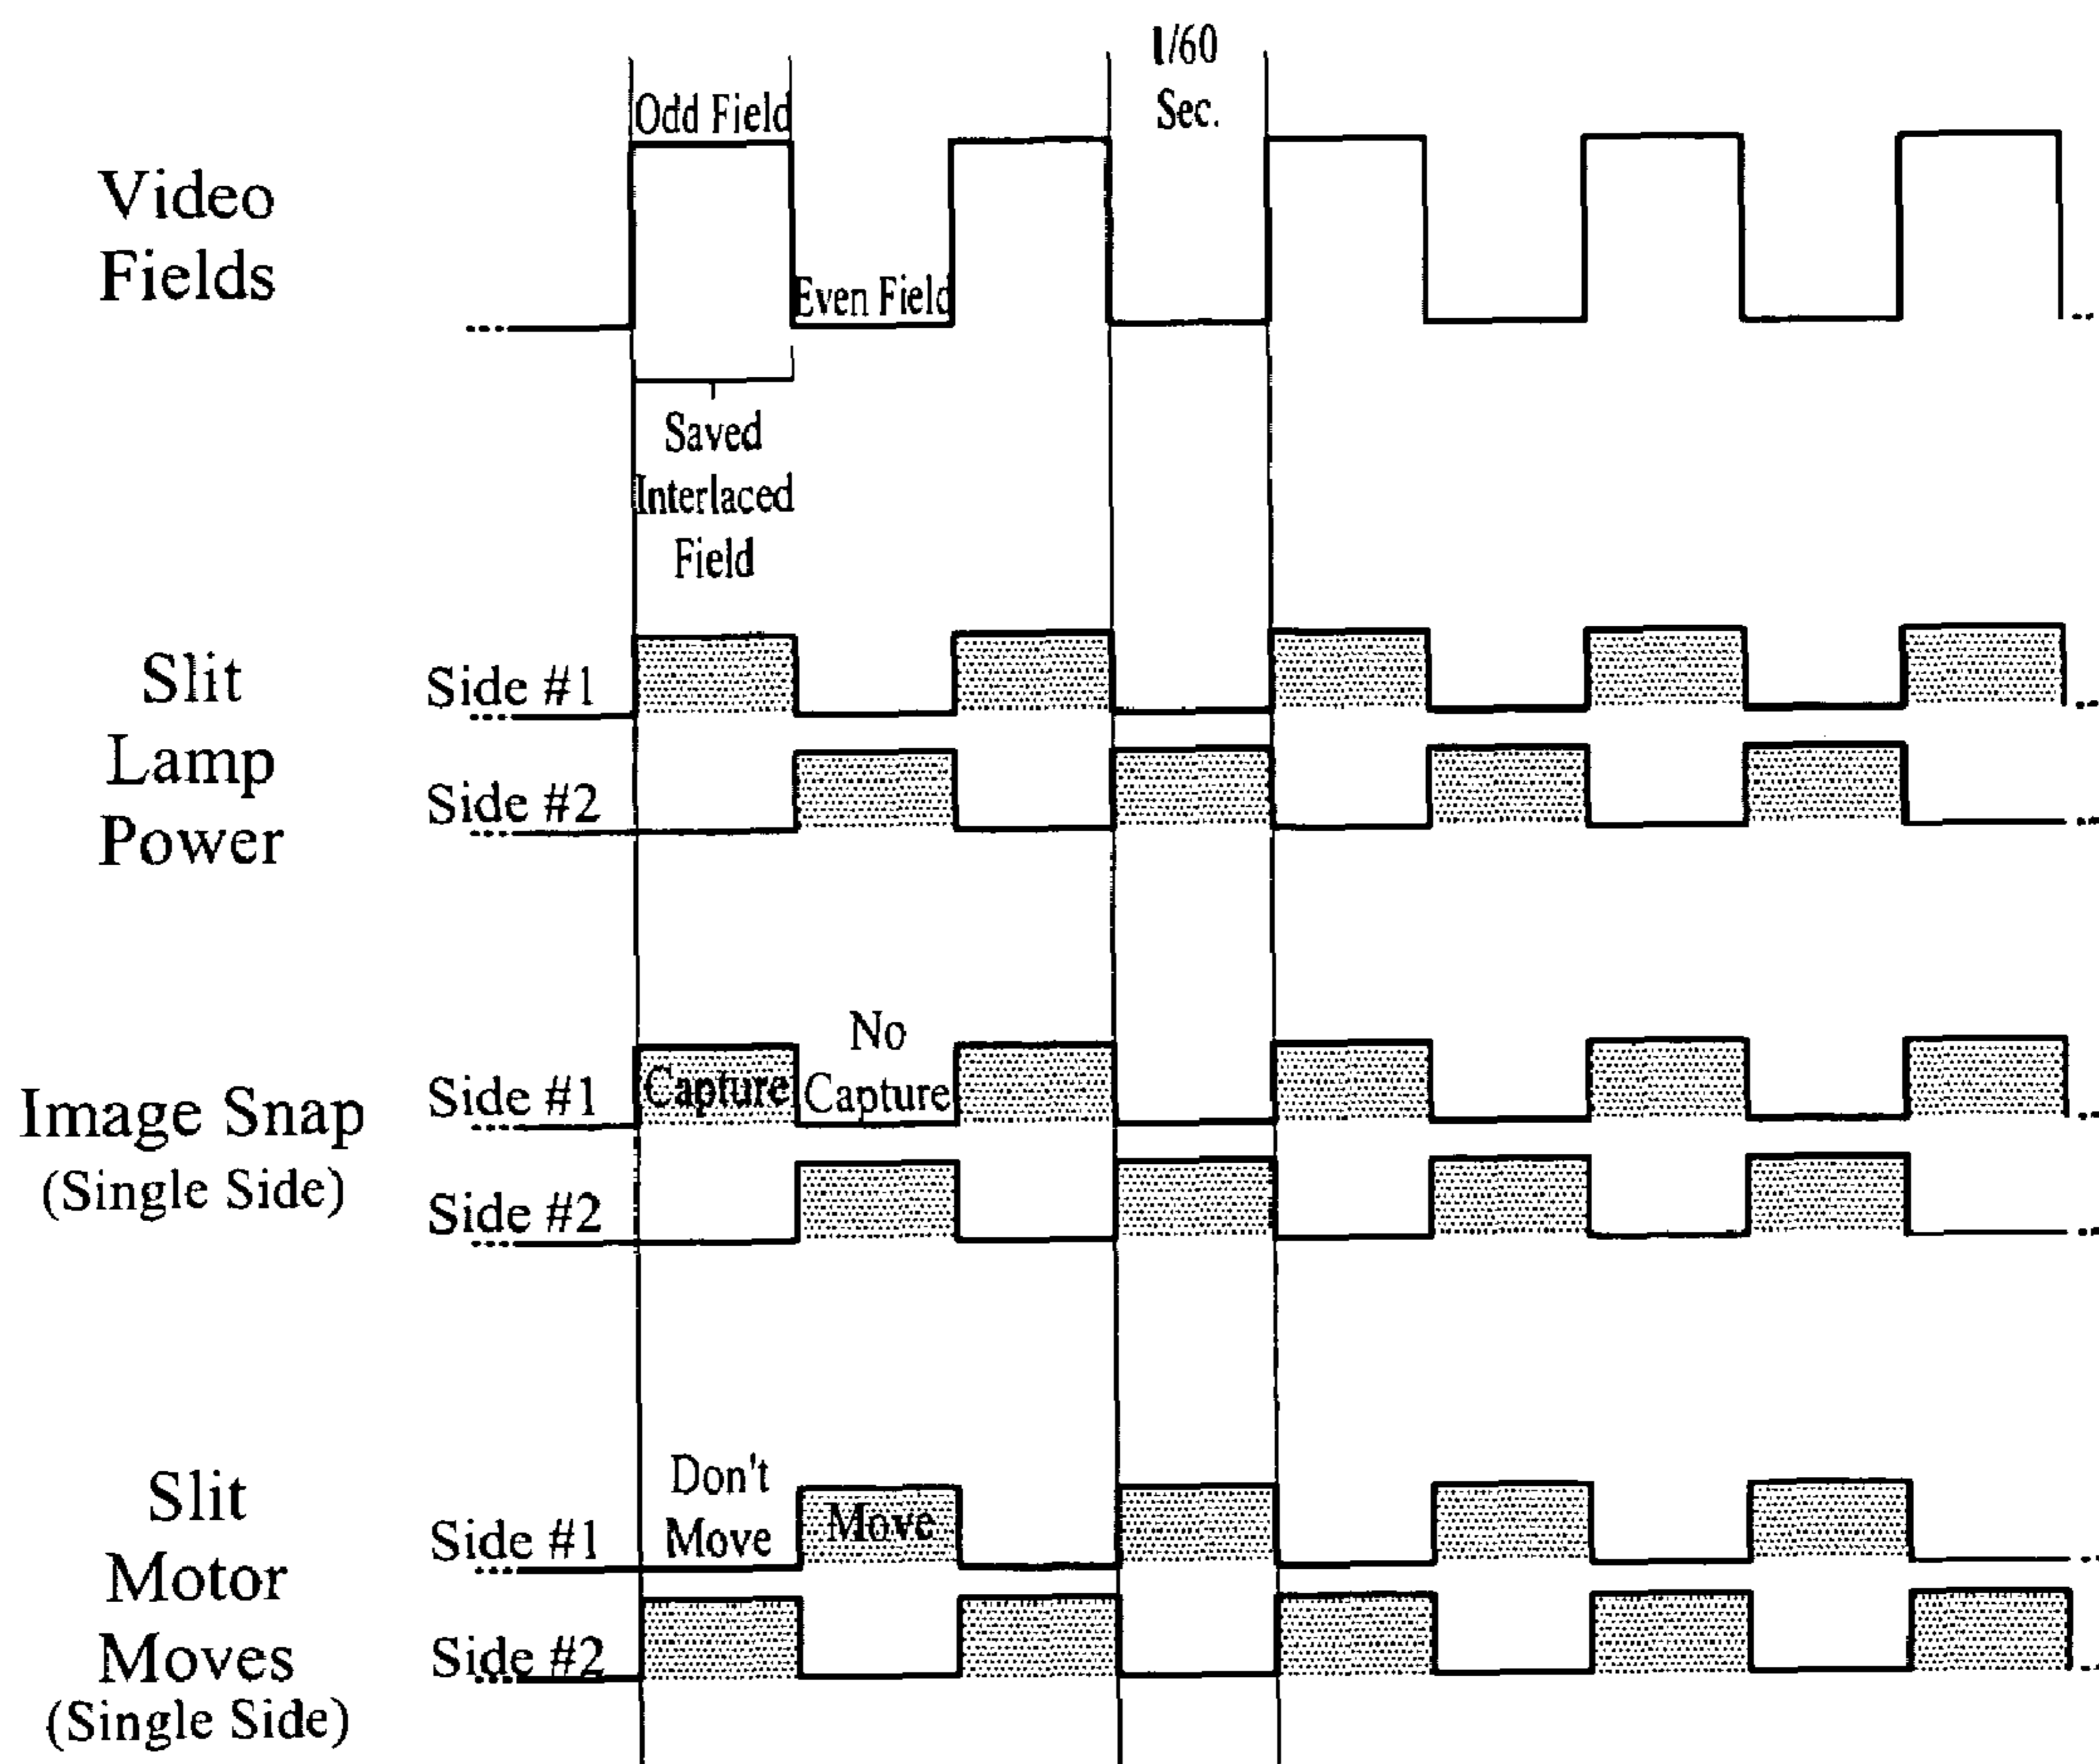 1/60
Sec.
Odd Field
Video
Fields
Even Field
Saved
Interlaced
Field
Slit
Lamp
Power
Side #1
Side #2
Image Snap
(Single Side)
Side #1
Capture
No
Capture
Side #2
Slit
Motor
Moves
(Single Side)
Side #1
Don't
Move
Move
Side #2